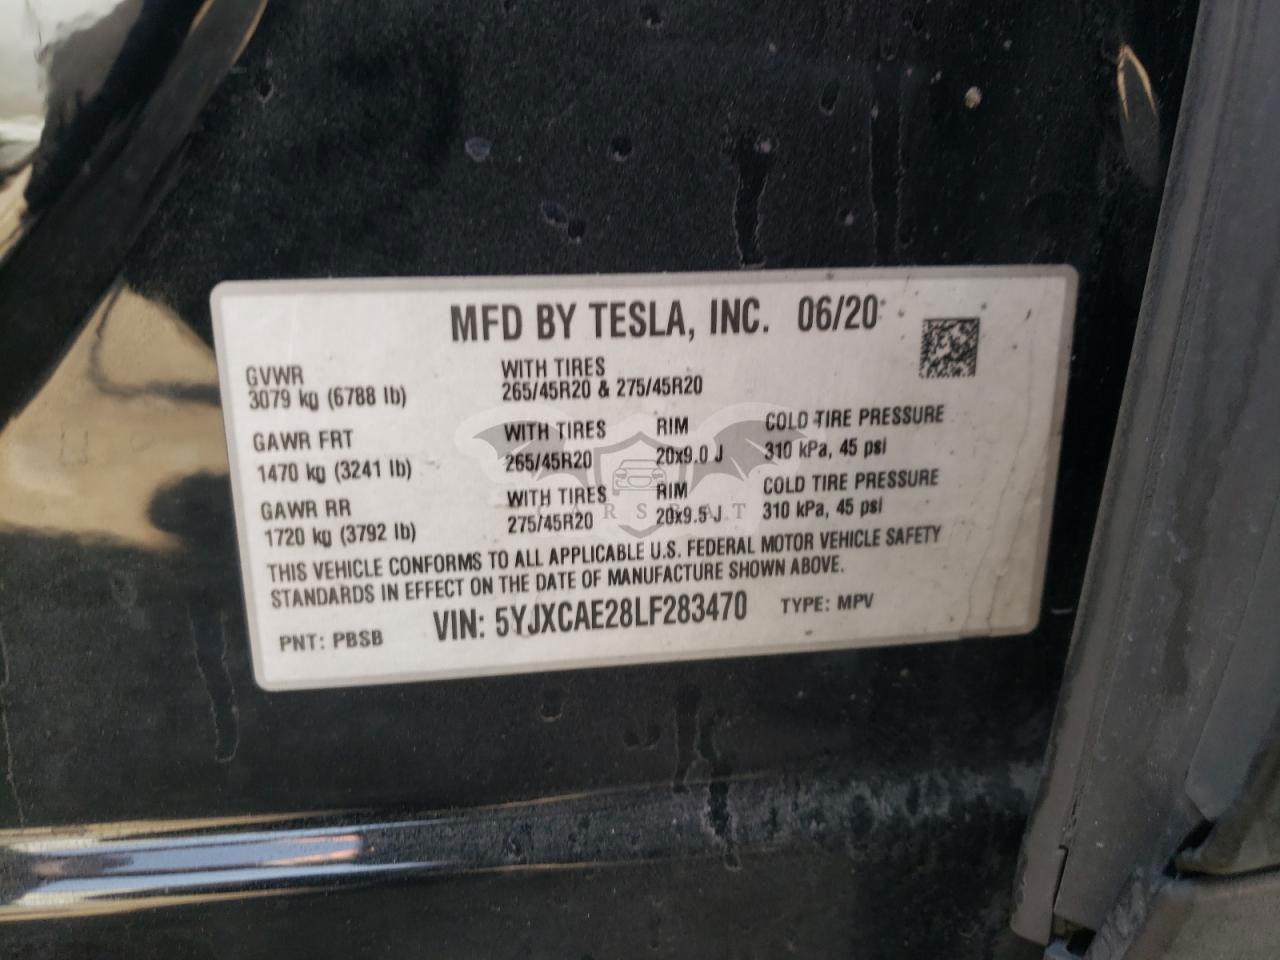 MFD BY TESLA, INC. 06/20
GVWR WITH TIRES
3079 kg (6788 lb) 265/45R20 & 275/45R20
GAWR FRT WITH TIRES RIM COLD TIRE PRESSURE
1470 kg (3241 lb) 265/45R20 20x9.0 J 310 kPa, 45 psi
GAWR RR WITH TIRES RIM COLD TIRE PRESSURE
1720 kg (3792 lb) 275/45R20 20x9.5 J 310 kPa, 45 psi
CARSBAT
THIS VEHICLE CONFORMS TO ALL APPLICABLE U.S. FEDERAL MOTOR VEHICLE SAFETY
STANDARDS IN EFFECT ON THE DATE OF MANUFACTURE SHOWN ABOVE.
PNT: PBSB VIN: 5YJXCAE28LF283470 TYPE: MPV